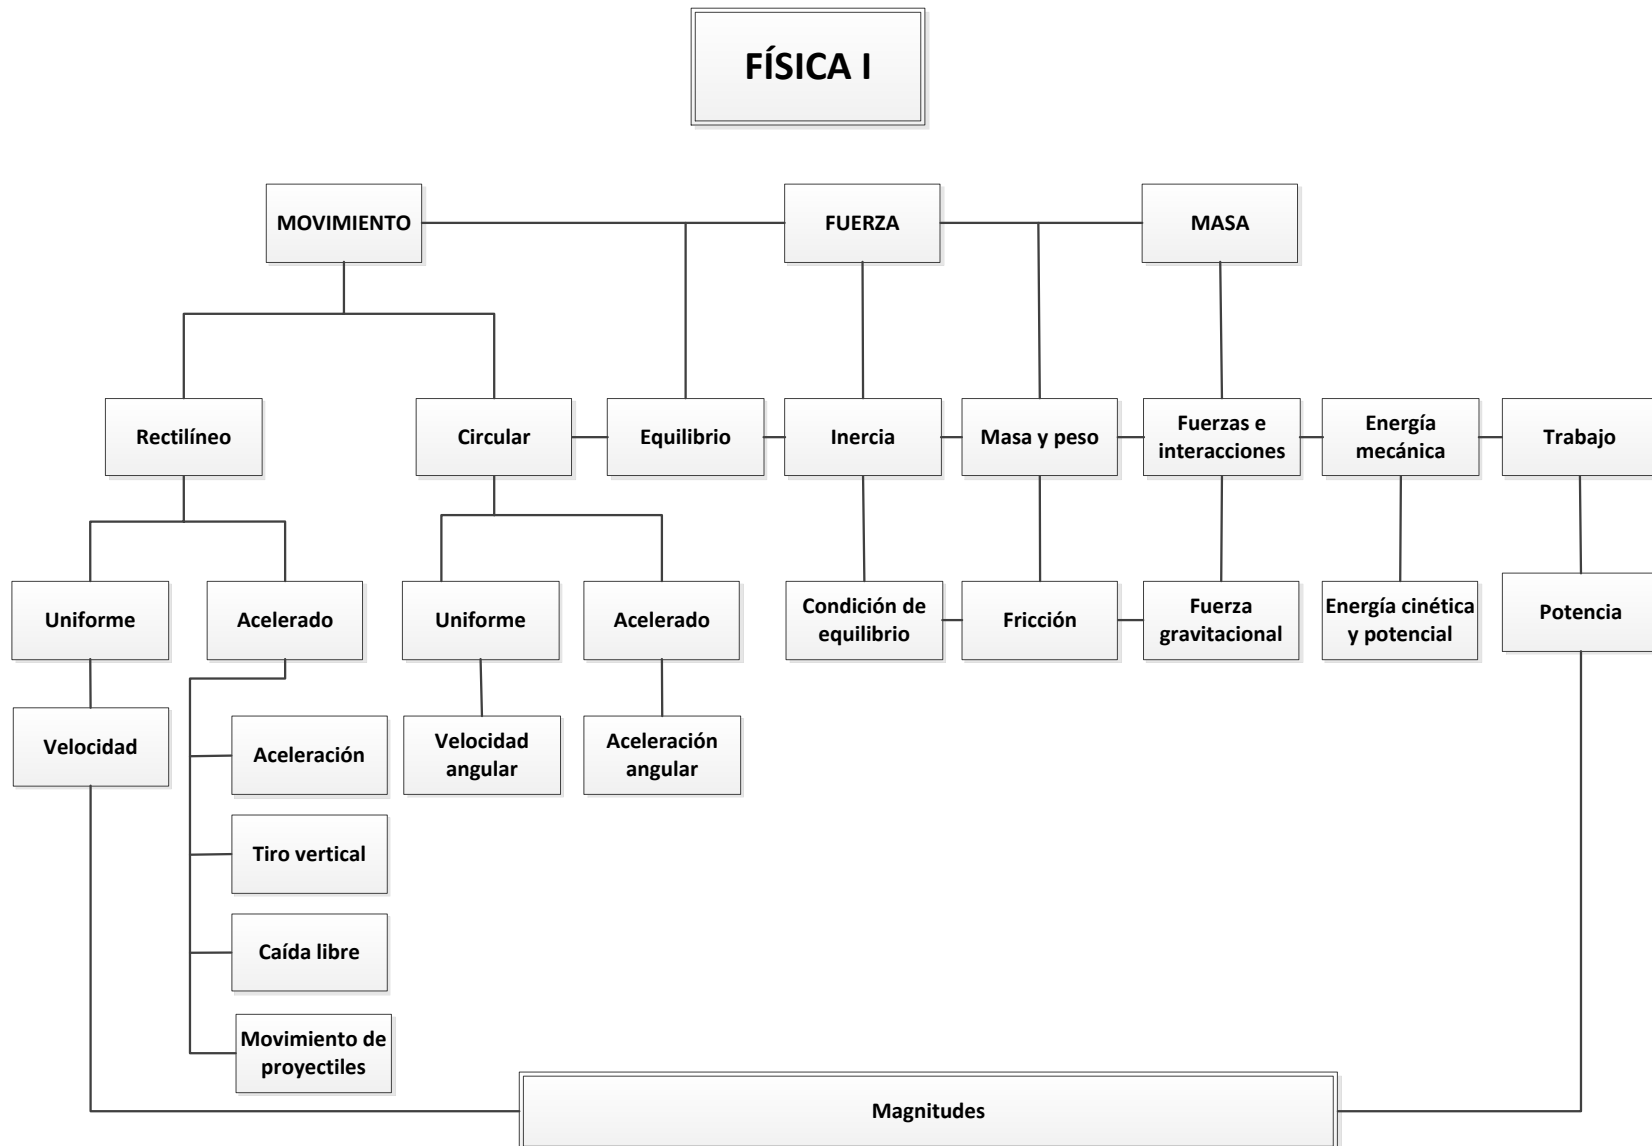 FÍSICA I
MOVIMIENTO
FUERZA
MASA
Rectilíneo
Circular
Equilibrio
Inercia
Masa y peso
Fuerzas e
interacciones
Energía
mecánica
Trabajo
Uniforme
Acelerado
Uniforme
Acelerado
Condición de
equilibrio
Fricción
Fuerza
gravitacional
Energía cinética
y potencial
Potencia
Velocidad
Aceleración
Velocidad
angular
Aceleración
angular
Tiro vertical
Caída libre
Movimiento de
proyectiles
Magnitudes